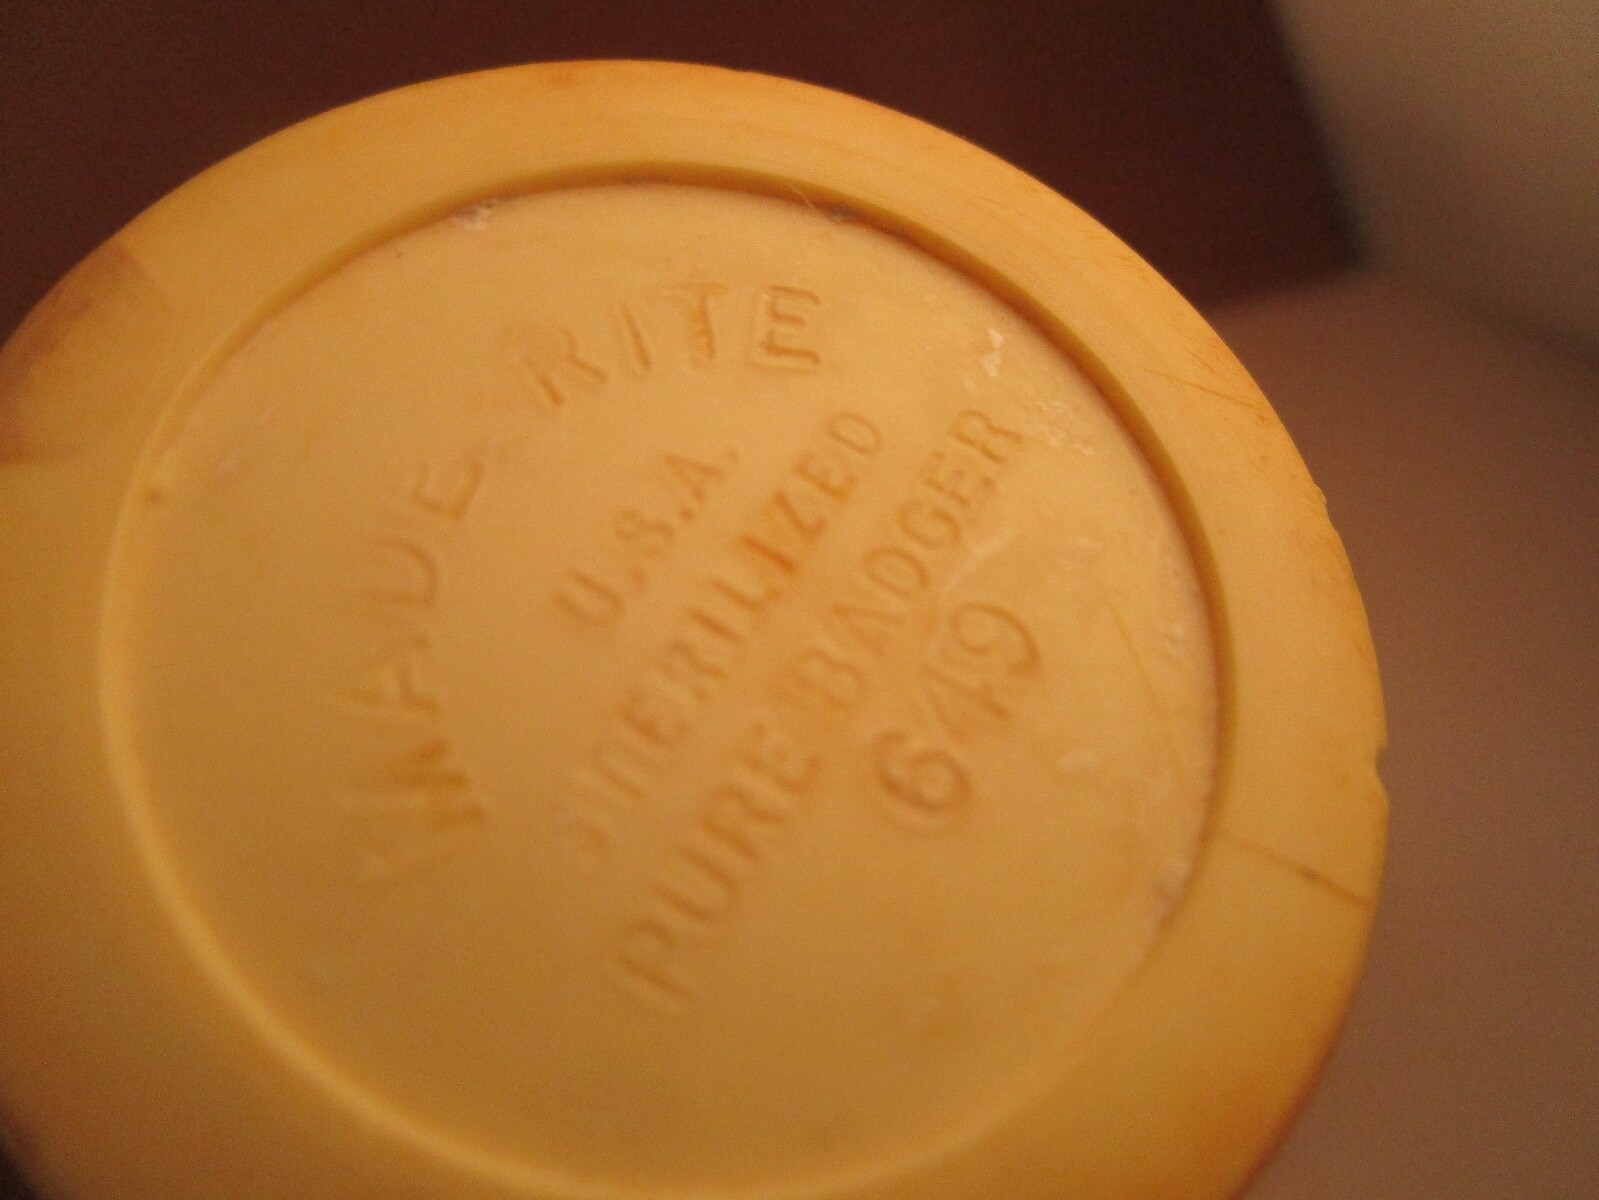 MADE RITE
U.S.A.
STERILIZED
PURE BADGER
649